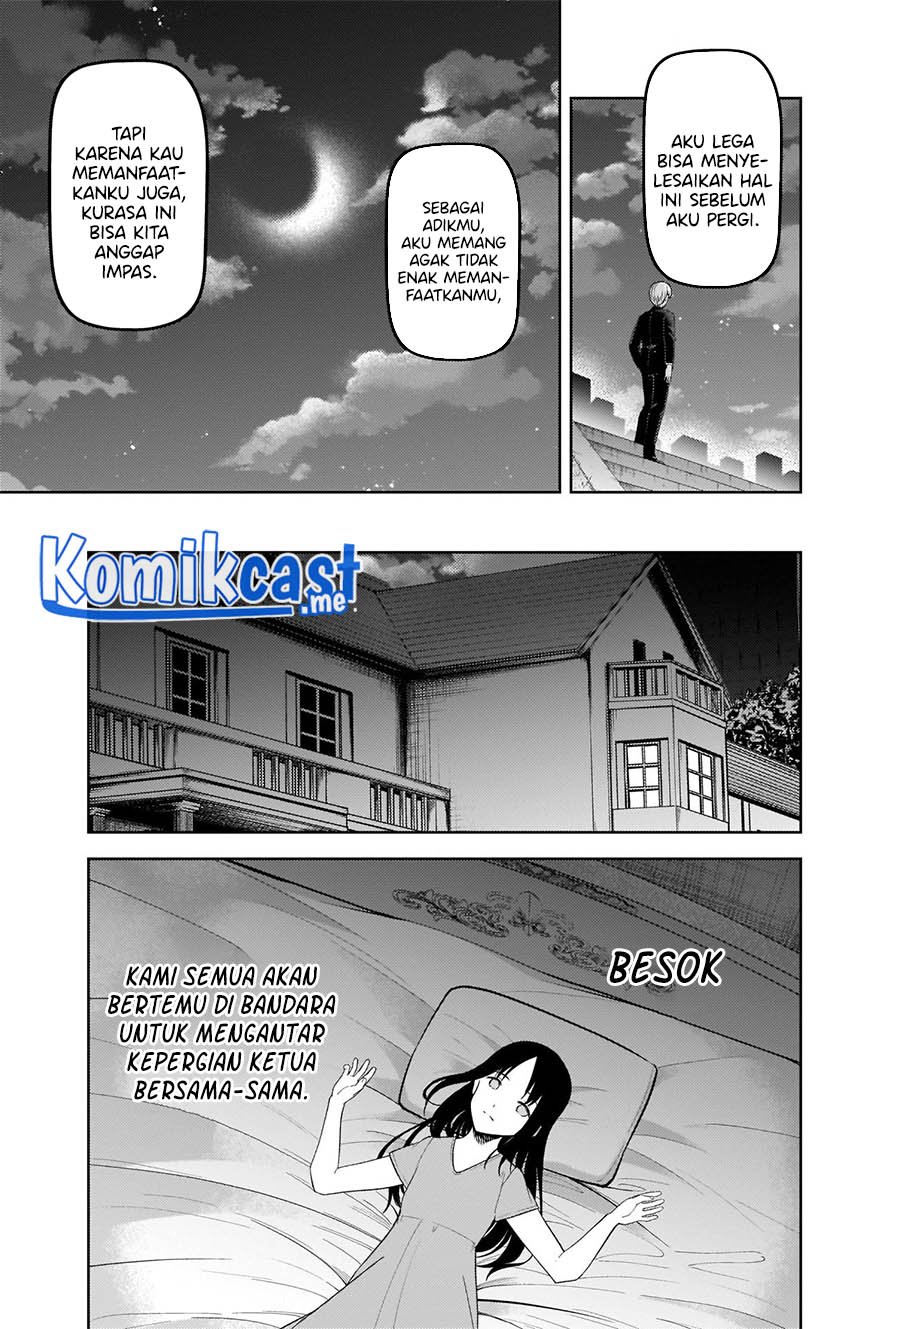 AKU LEGA
BISA MENYE-
LESAIKAN HAL
INI SEBELUM
AKU PERGI.
SEBAGAI
ADIKMU,
AKU MEMANG
AGAK TIDAK
ENAK MEMAN-
FAATKANMU,
TAPI
KARENA KAU
MEMANFAAT-
KANKU JUGA,
KURASA INI
BISA KITA
ANGGAP
IMPAS.
Komikcast
.me
BESOK
KAMI SEMUA AKAN
BERTEMU DI BANDARA
UNTUK MENGANTAR
KEPERGIAN KETUA
BERSAMA-SAMA.